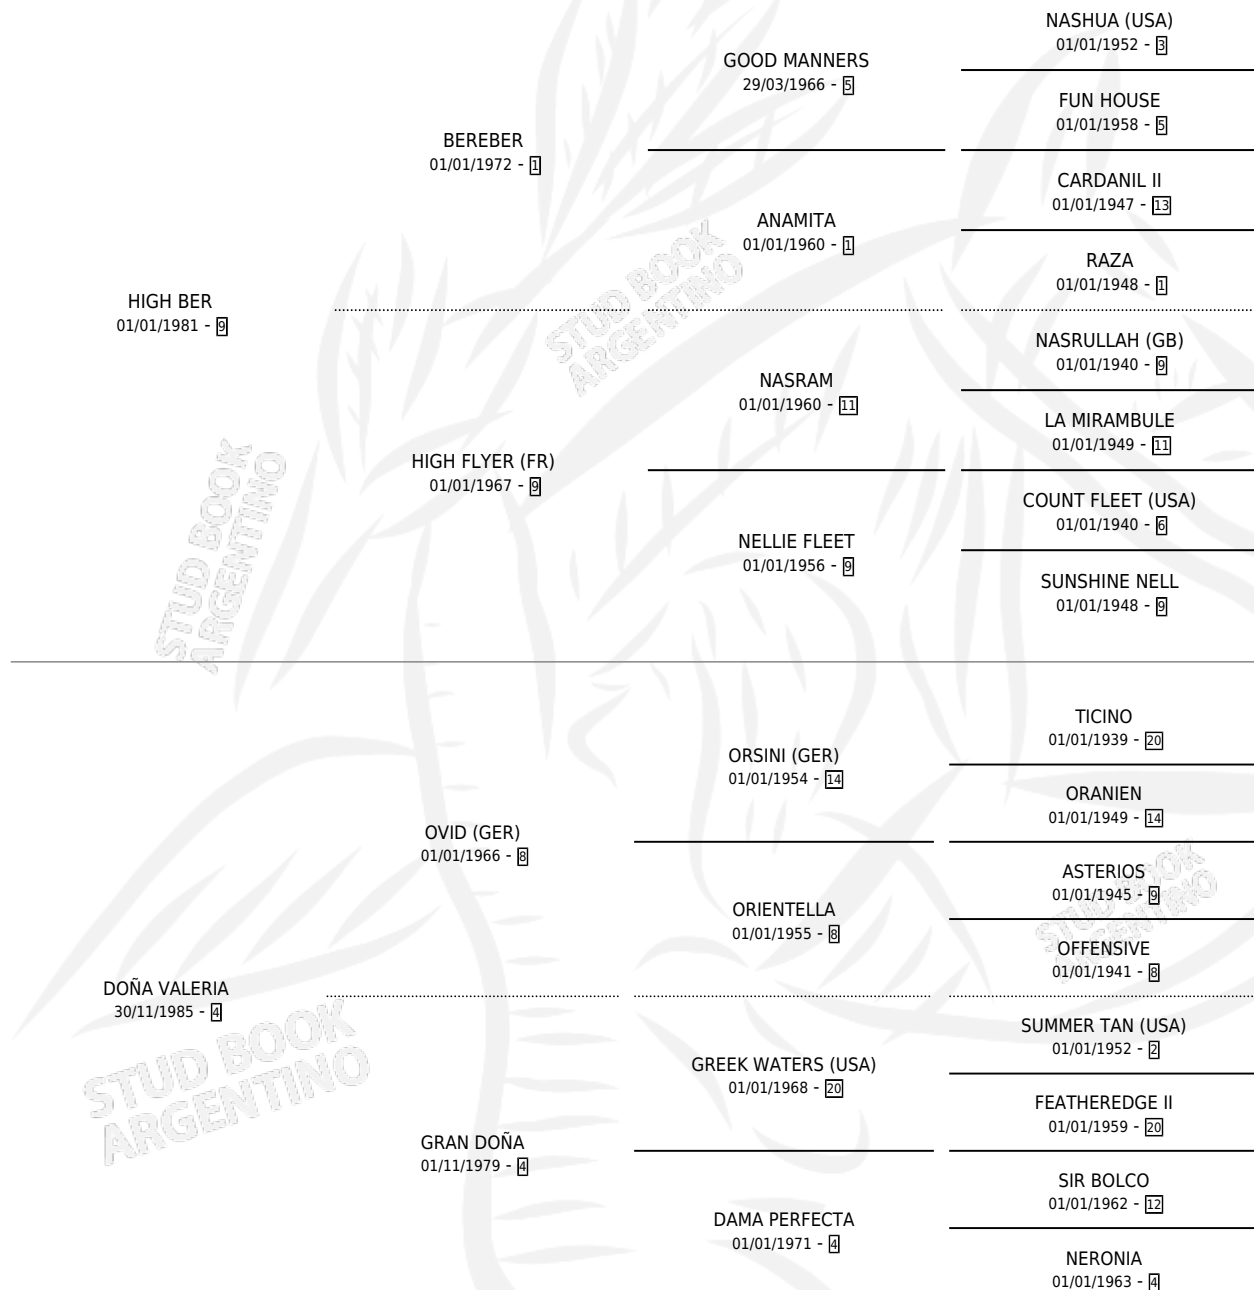 NASHUA (USA)
01/01/1952 - 3
GOOD MANNERS
29/03/1966 - 5
FUN HOUSE
01/01/1958 - 5
BEREBER
01/01/1972 - 1
CARDANIL II
01/01/1947 - 13
ANAMITA
01/01/1960 - 1
RAZA
01/01/1948 - 1
HIGH BER
01/01/1981 - 9
NASRULLAH (GB)
01/01/1940 - 9
NASRAM
01/01/1960 - 11
LA MIRAMBULE
01/01/1949 - 11
HIGH FLYER (FR)
01/01/1967 - 9
COUNT FLEET (USA)
01/01/1940 - 6
NELLIE FLEET
01/01/1956 - 9
SUNSHINE NELL
01/01/1948 - 9
TICINO
01/01/1939 - 20
ORSINI (GER)
01/01/1954 - 14
ORANIEN
01/01/1949 - 14
OVID (GER)
01/01/1966 - 8
ASTERIOS
01/01/1945 - 9
ORIENTELLA
01/01/1955 - 8
OFFENSIVE
01/01/1941 - 8
DOÑA VALERIA
30/11/1985 - 4
SUMMER TAN (USA)
01/01/1952 - 2
GREEK WATERS (USA)
01/01/1968 - 20
FEATHEREDGE II
01/01/1959 - 20
GRAN DOÑA
01/11/1979 - 4
SIR BOLCO
01/01/1962 - 12
DAMA PERFECTA
01/01/1971 - 4
NERONIA
01/01/1963 - 4
STUD BOOK
ARGENTINO
STUD BOOK
ARGENTINO
STUD BOOK
ARGENTINO
STUD BOOK
ARGENTINO